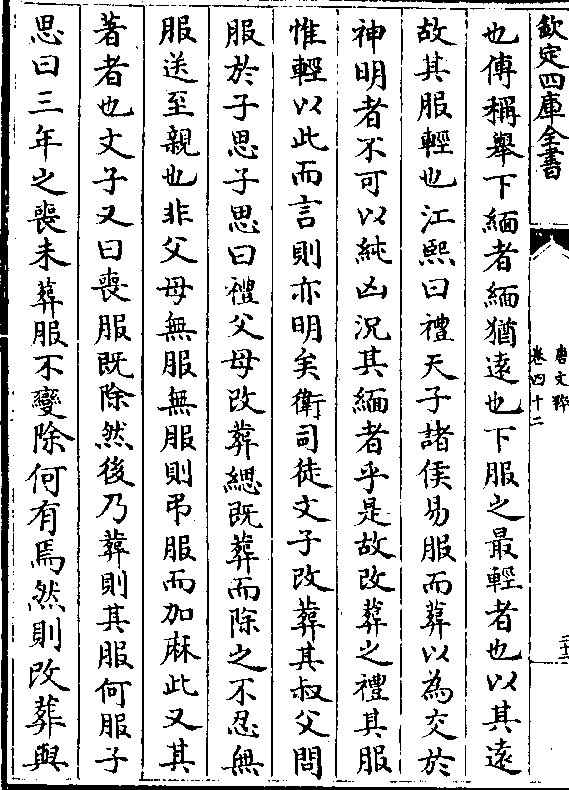 欽定四庫全書
唐文粹
卷四十二
也傳稱舉下緬者緬猶遠也下服之最輕者也以其遠
故其服輕也江熙曰禮天子諸侯易服而葬以為交於
神明者不可以純凶況其緬者乎是故改葬之禮其服
惟輕以此而言則亦明矣衛司徒文子改葬其叔父問
服於子思子思曰禮父母改葬緦既葬而除之不忍無
服送至親也非父母無服無服則弔服而加麻此又其
著者也文子又曰喪服既除然後乃葬則其服何服子
思曰三年之喪未葬服不變除何有焉然則改葬與